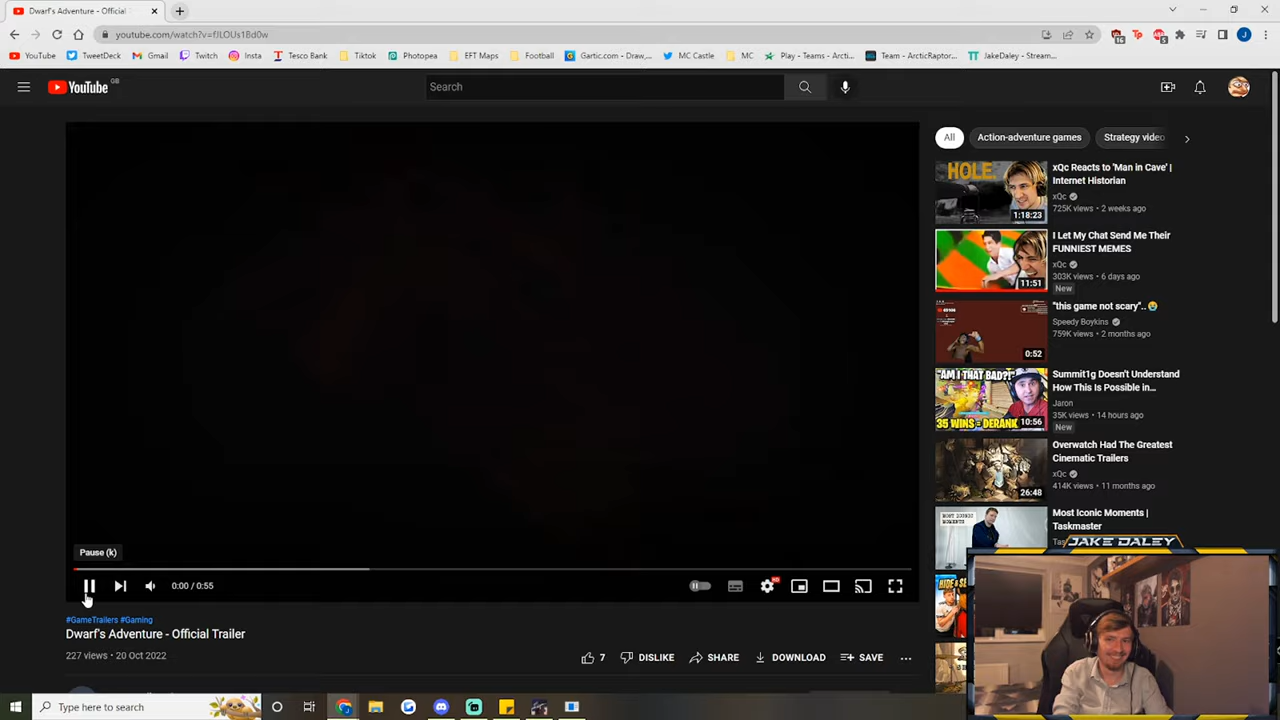 Dwarf's Adventure - Official
youtube.com/watch?v=fJLOUs1Bd0w
YouTube
TweetDeck
Gmail
Twitch
Insta
Tesco Bank
Tiktok
Photopea
EFT Maps
Football
Gartic.com - Draw,...
MC Castle
MC
Play - Teams - Arcti...
Team - ArcticRaptor...
JakeDaley - Stream...
YouTube GB
Search
All
Action-adventure games
Strategy video
HOLE.
1:18:23
xQc Reacts to 'Man in Cave' |
Internet Historian
xQc
725K views • 2 weeks ago
11:51
I Let My Chat Send Me Their
FUNNIEST MEMES
xQc
303K views • 6 days ago
New
0:52
"this game not scary".. 😭
Speedy Boykins
759K views • 2 months ago
"AM I THAT BAD?!"
35 WINS = DERANK
10:56
Summit1g Doesn't Understand
How This Is Possible in...
Jaron
35K views • 14 hours ago
New
26:48
Overwatch Had The Greatest
Cinematic Trailers
xQc
414K views • 11 months ago
MOST ICONIC
MOMENTS
Most Iconic Moments |
Taskmaster
JAKE DALEY
Pause (k)
0:00 / 0:55
HD
#GameTrailers #Gaming
Dwarf's Adventure - Official Trailer
227 views • 20 Oct 2022
7
DISLIKE
SHARE
DOWNLOAD
SAVE
Type here to search